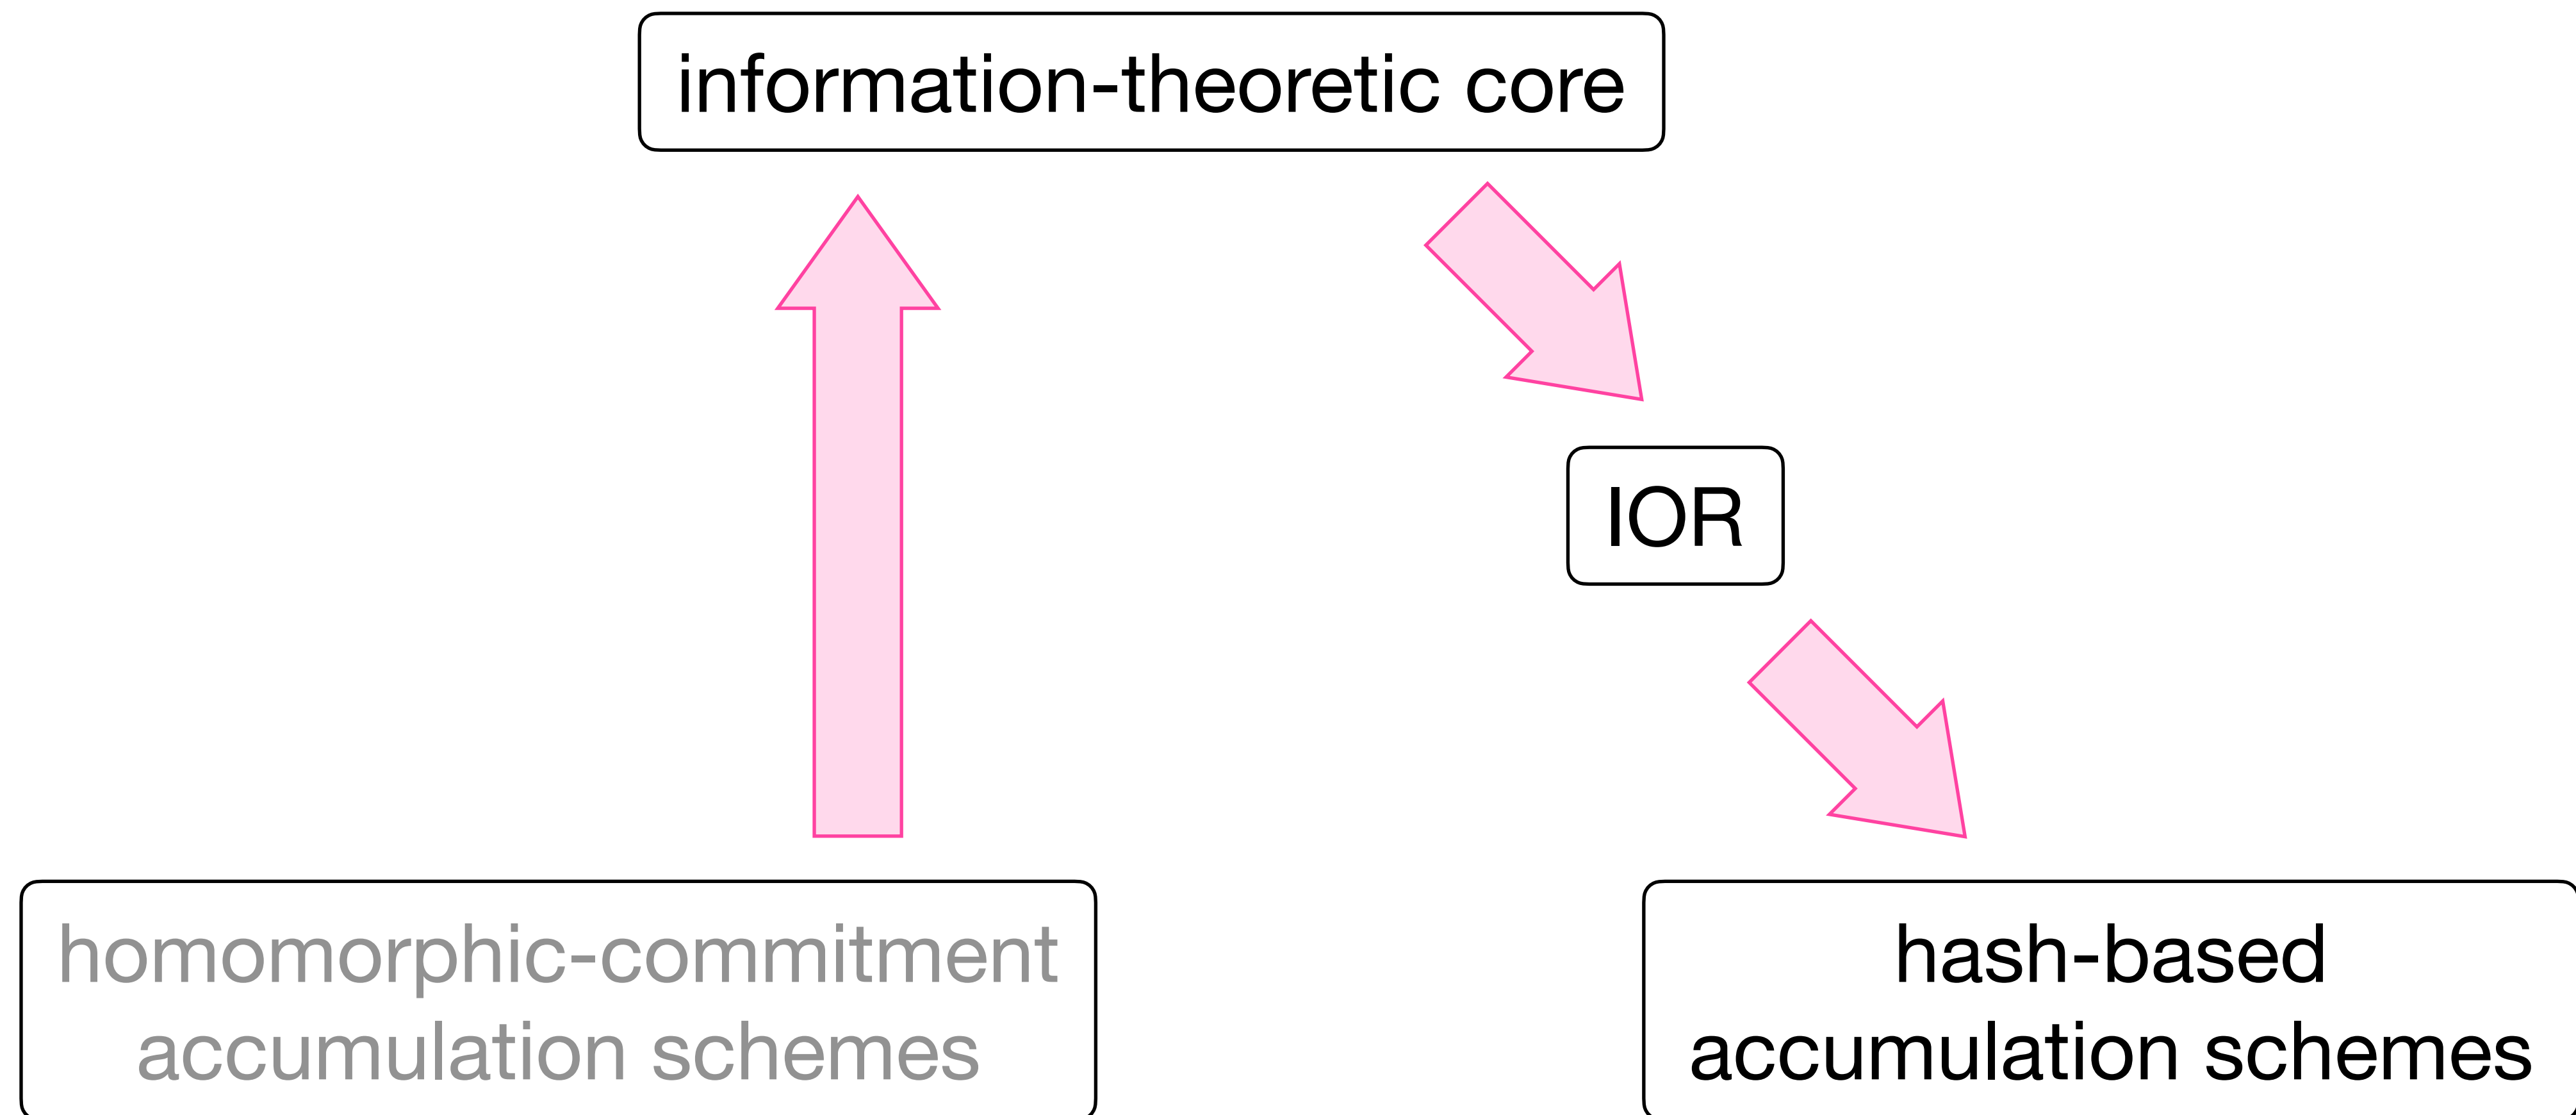 information-theoretic core
IOR
homomorphic-commitment
accumulation schemes
hash-based
accumulation schemes